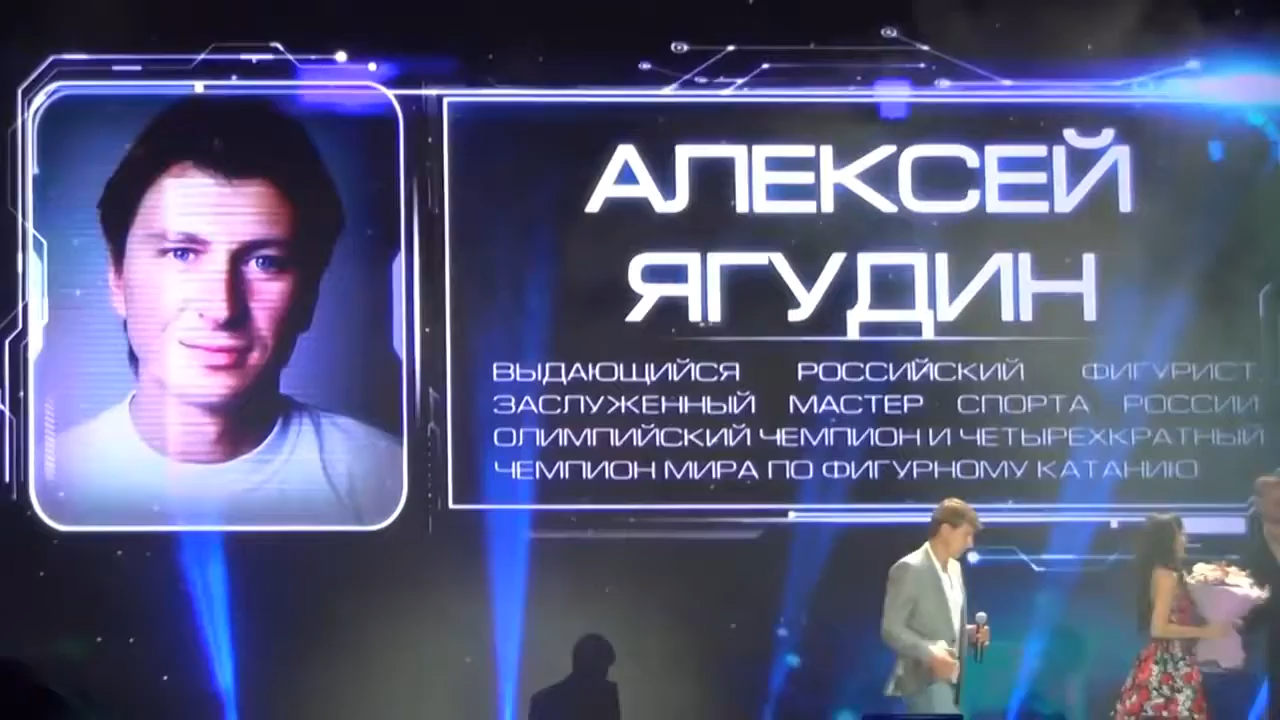 АЛЕКСЕЙ
ЯГУДИН
ВЫДАЮЩИЙСЯ РОССИЙСКИЙ ФИГУРИСТ,
ЗАСЛУЖЕННЫЙ МАСТЕР СПОРТА РОССИИ
ОЛИМПИЙСКИЙ ЧЕМПИОН И ЧЕТЫРЕХКРАТНЫЙ
ЧЕМПИОН МИРА ПО ФИГУРНОМУ КАТАНИЮ